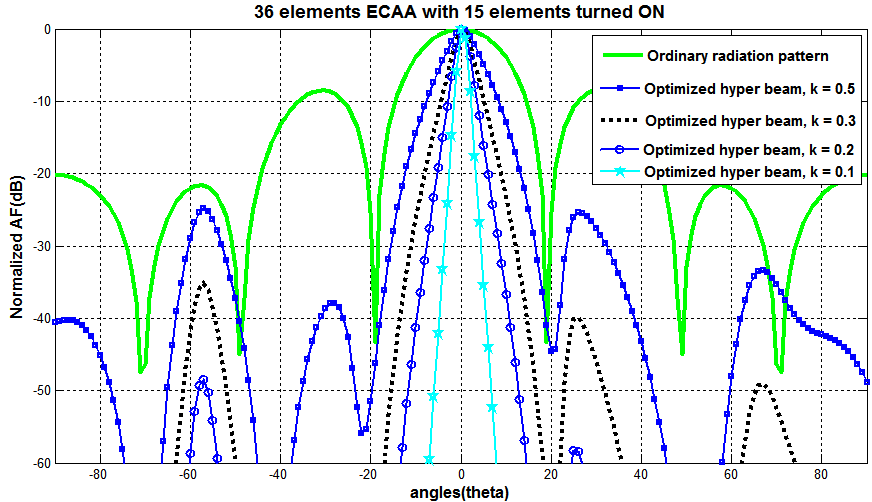 36 elements ECAA with 15 elements turned ON
Normalized AF(dB)
0
-10
-20
-30
-40
-50
-60
Ordinary radiation pattern
Optimized hyper beam, k = 0.5
Optimized hyper beam, k = 0.3
Optimized hyper beam, k = 0.2
Optimized hyper beam, k = 0.1
-80 -60 -40 -20 0 20 40 60 80
angles(theta)